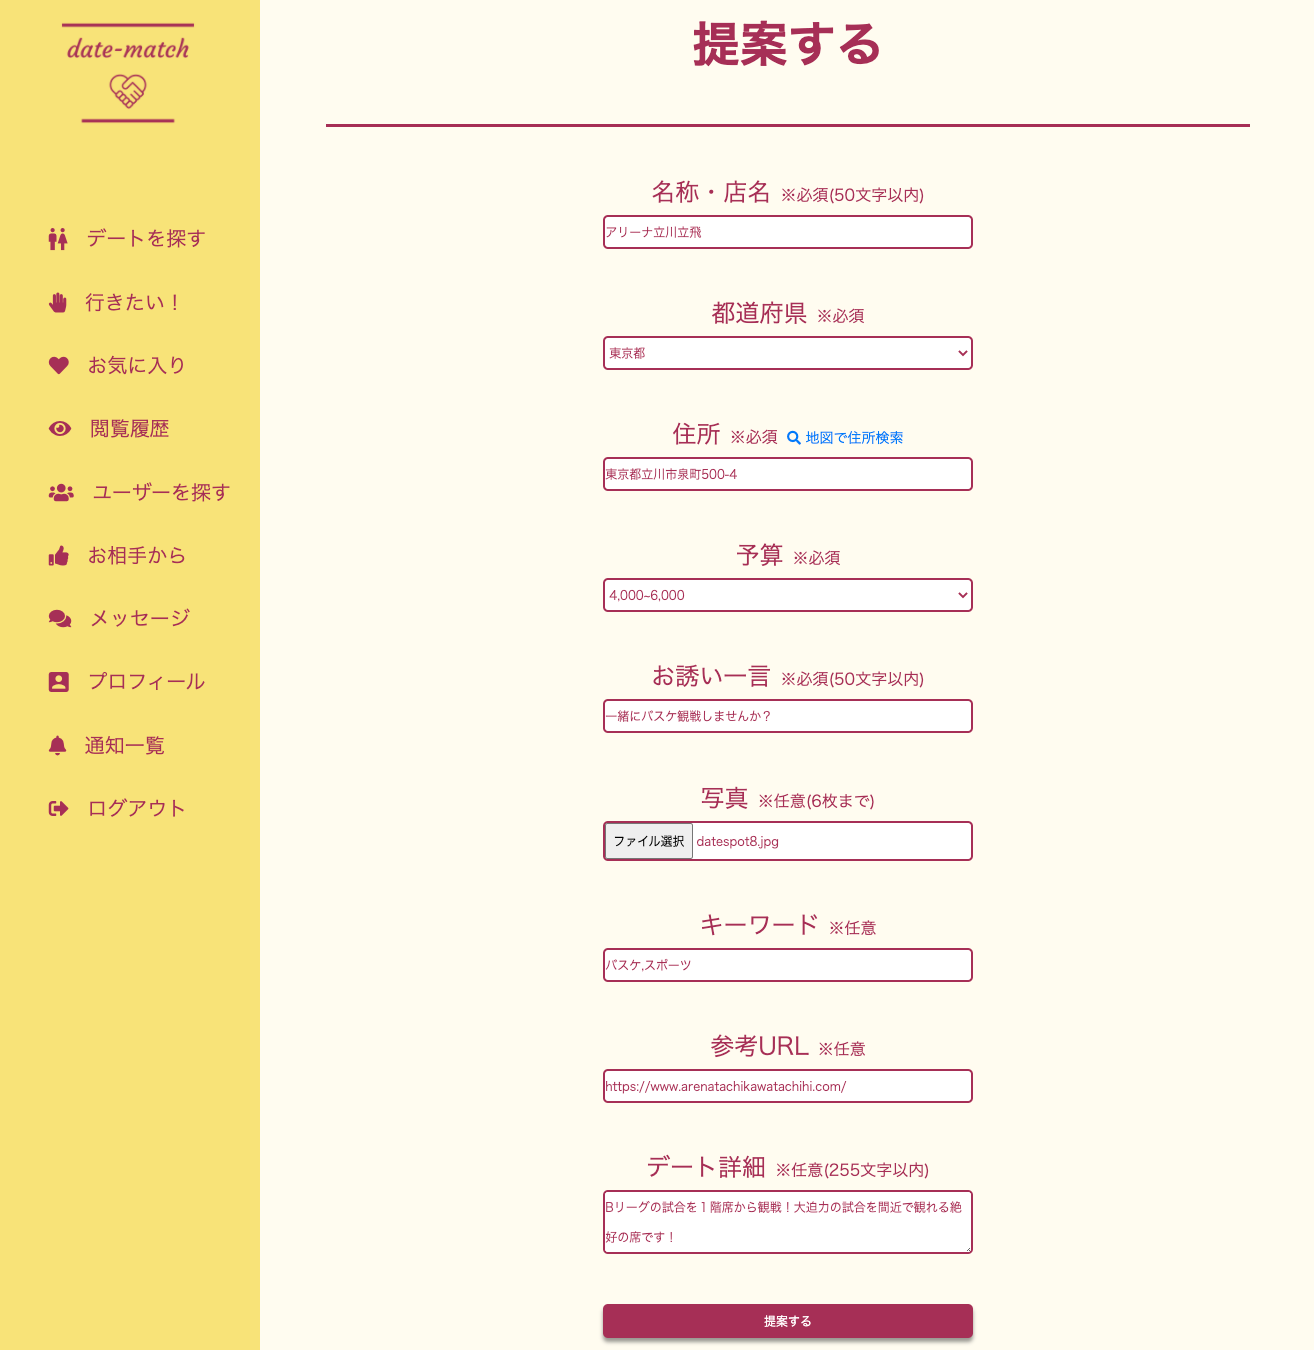 date-match
デートを探す
行きたい！
お気に入り
閲覧履歴
ユーザーを探す
お相手から
メッセージ
プロフィール
通知一覧
ログアウト
提案する
名称・店名 ※必須(50文字以内)
アリーナ立川立飛
都道府県 ※必須
東京都
住所 ※必須 地図で住所検索
東京都立川市泉町500-4
予算 ※必須
4,000~6,000
お誘い一言 ※必須(50文字以内)
一緒にバスケ観戦しませんか？
写真 ※任意(6枚まで)
ファイル選択 datespot8.jpg
キーワード ※任意
バスケ,スポーツ
参考URL ※任意
https://www.arenatachikawatachihi.com/
デート詳細 ※任意(255文字以内)
Bリーグの試合を１階席から観戦！大迫力の試合を間近で観れる絶
好の席です！
提案する